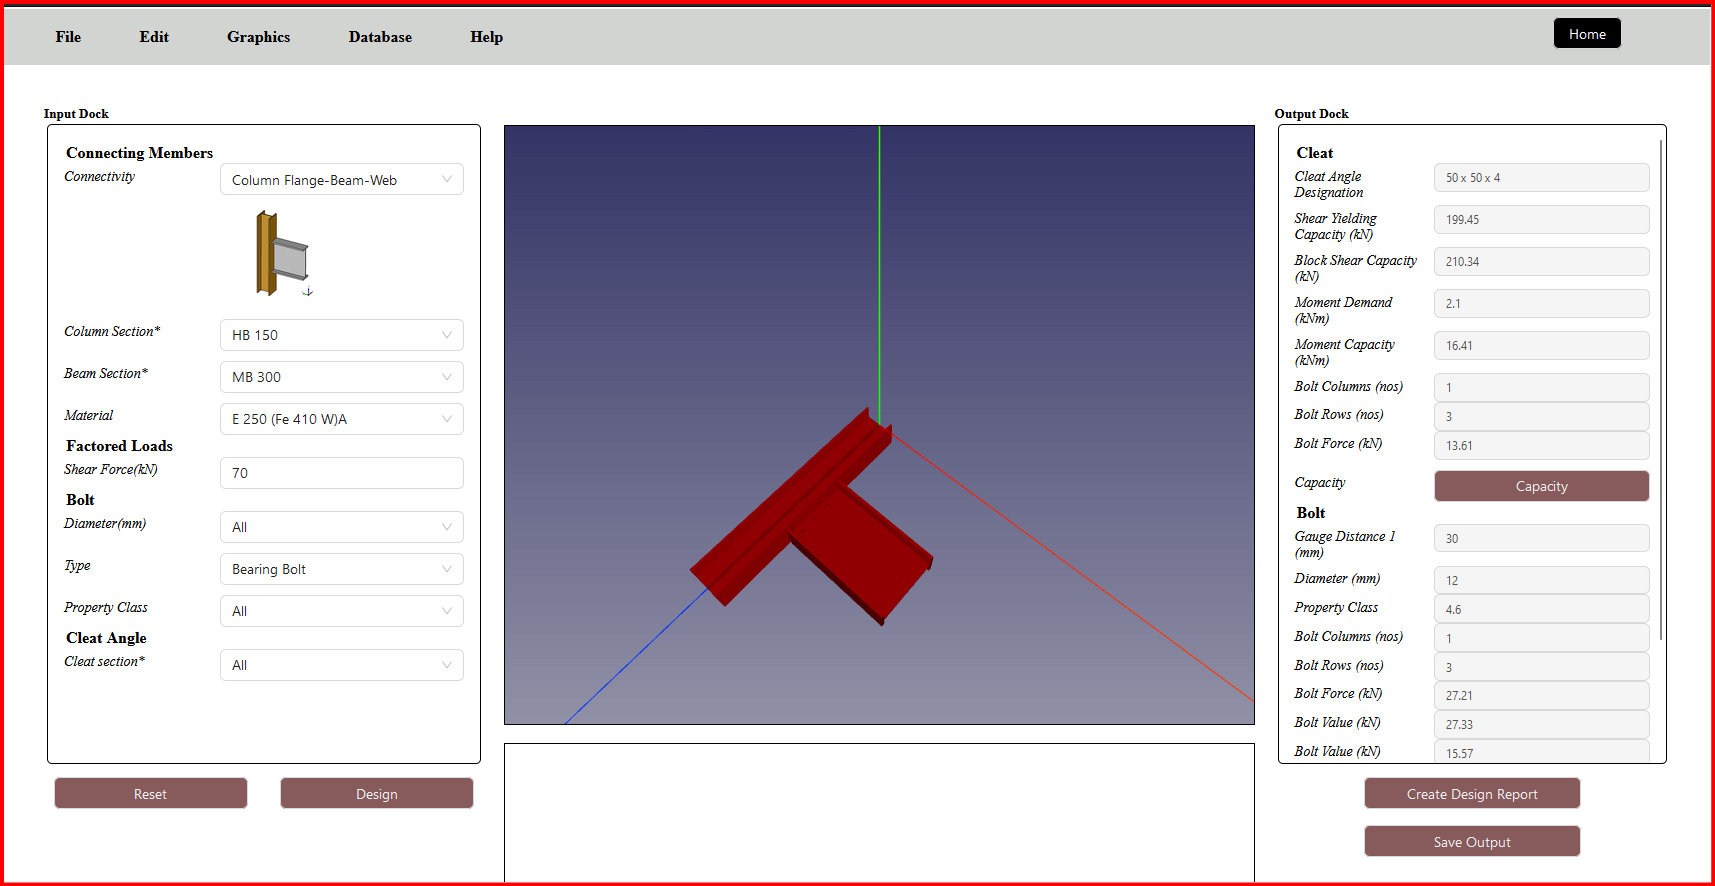 File Edit Graphics Database Help Home
Input Dock
Connecting Members
Connectivity Column Flange-Beam-Web
Column Section* HB 150
Beam Section* MB 300
Material E 250 (Fe 410 W)A
Factored Loads
Shear Force(kN) 70
Bolt
Diameter(mm) All
Type Bearing Bolt
Property Class All
Cleat Angle
Cleat section* All
Reset Design
Output Dock
Cleat
Cleat Angle
Designation 50 x 50 x 4
Shear Yielding
Capacity (kN) 199.45
Block Shear Capacity
(kN) 210.34
Moment Demand
(kNm) 2.1
Moment Capacity
(kNm) 16.41
Bolt Columns (nos) 1
Bolt Rows (nos) 3
Bolt Force (kN) 13.61
Capacity Capacity
Bolt
Gauge Distance 1
(mm) 30
Diameter (mm) 12
Property Class 4.6
Bolt Columns (nos) 1
Bolt Rows (nos) 3
Bolt Force (kN) 27.21
Bolt Value (kN) 27.33
Bolt Value (kN) 15.57
Create Design Report
Save Output